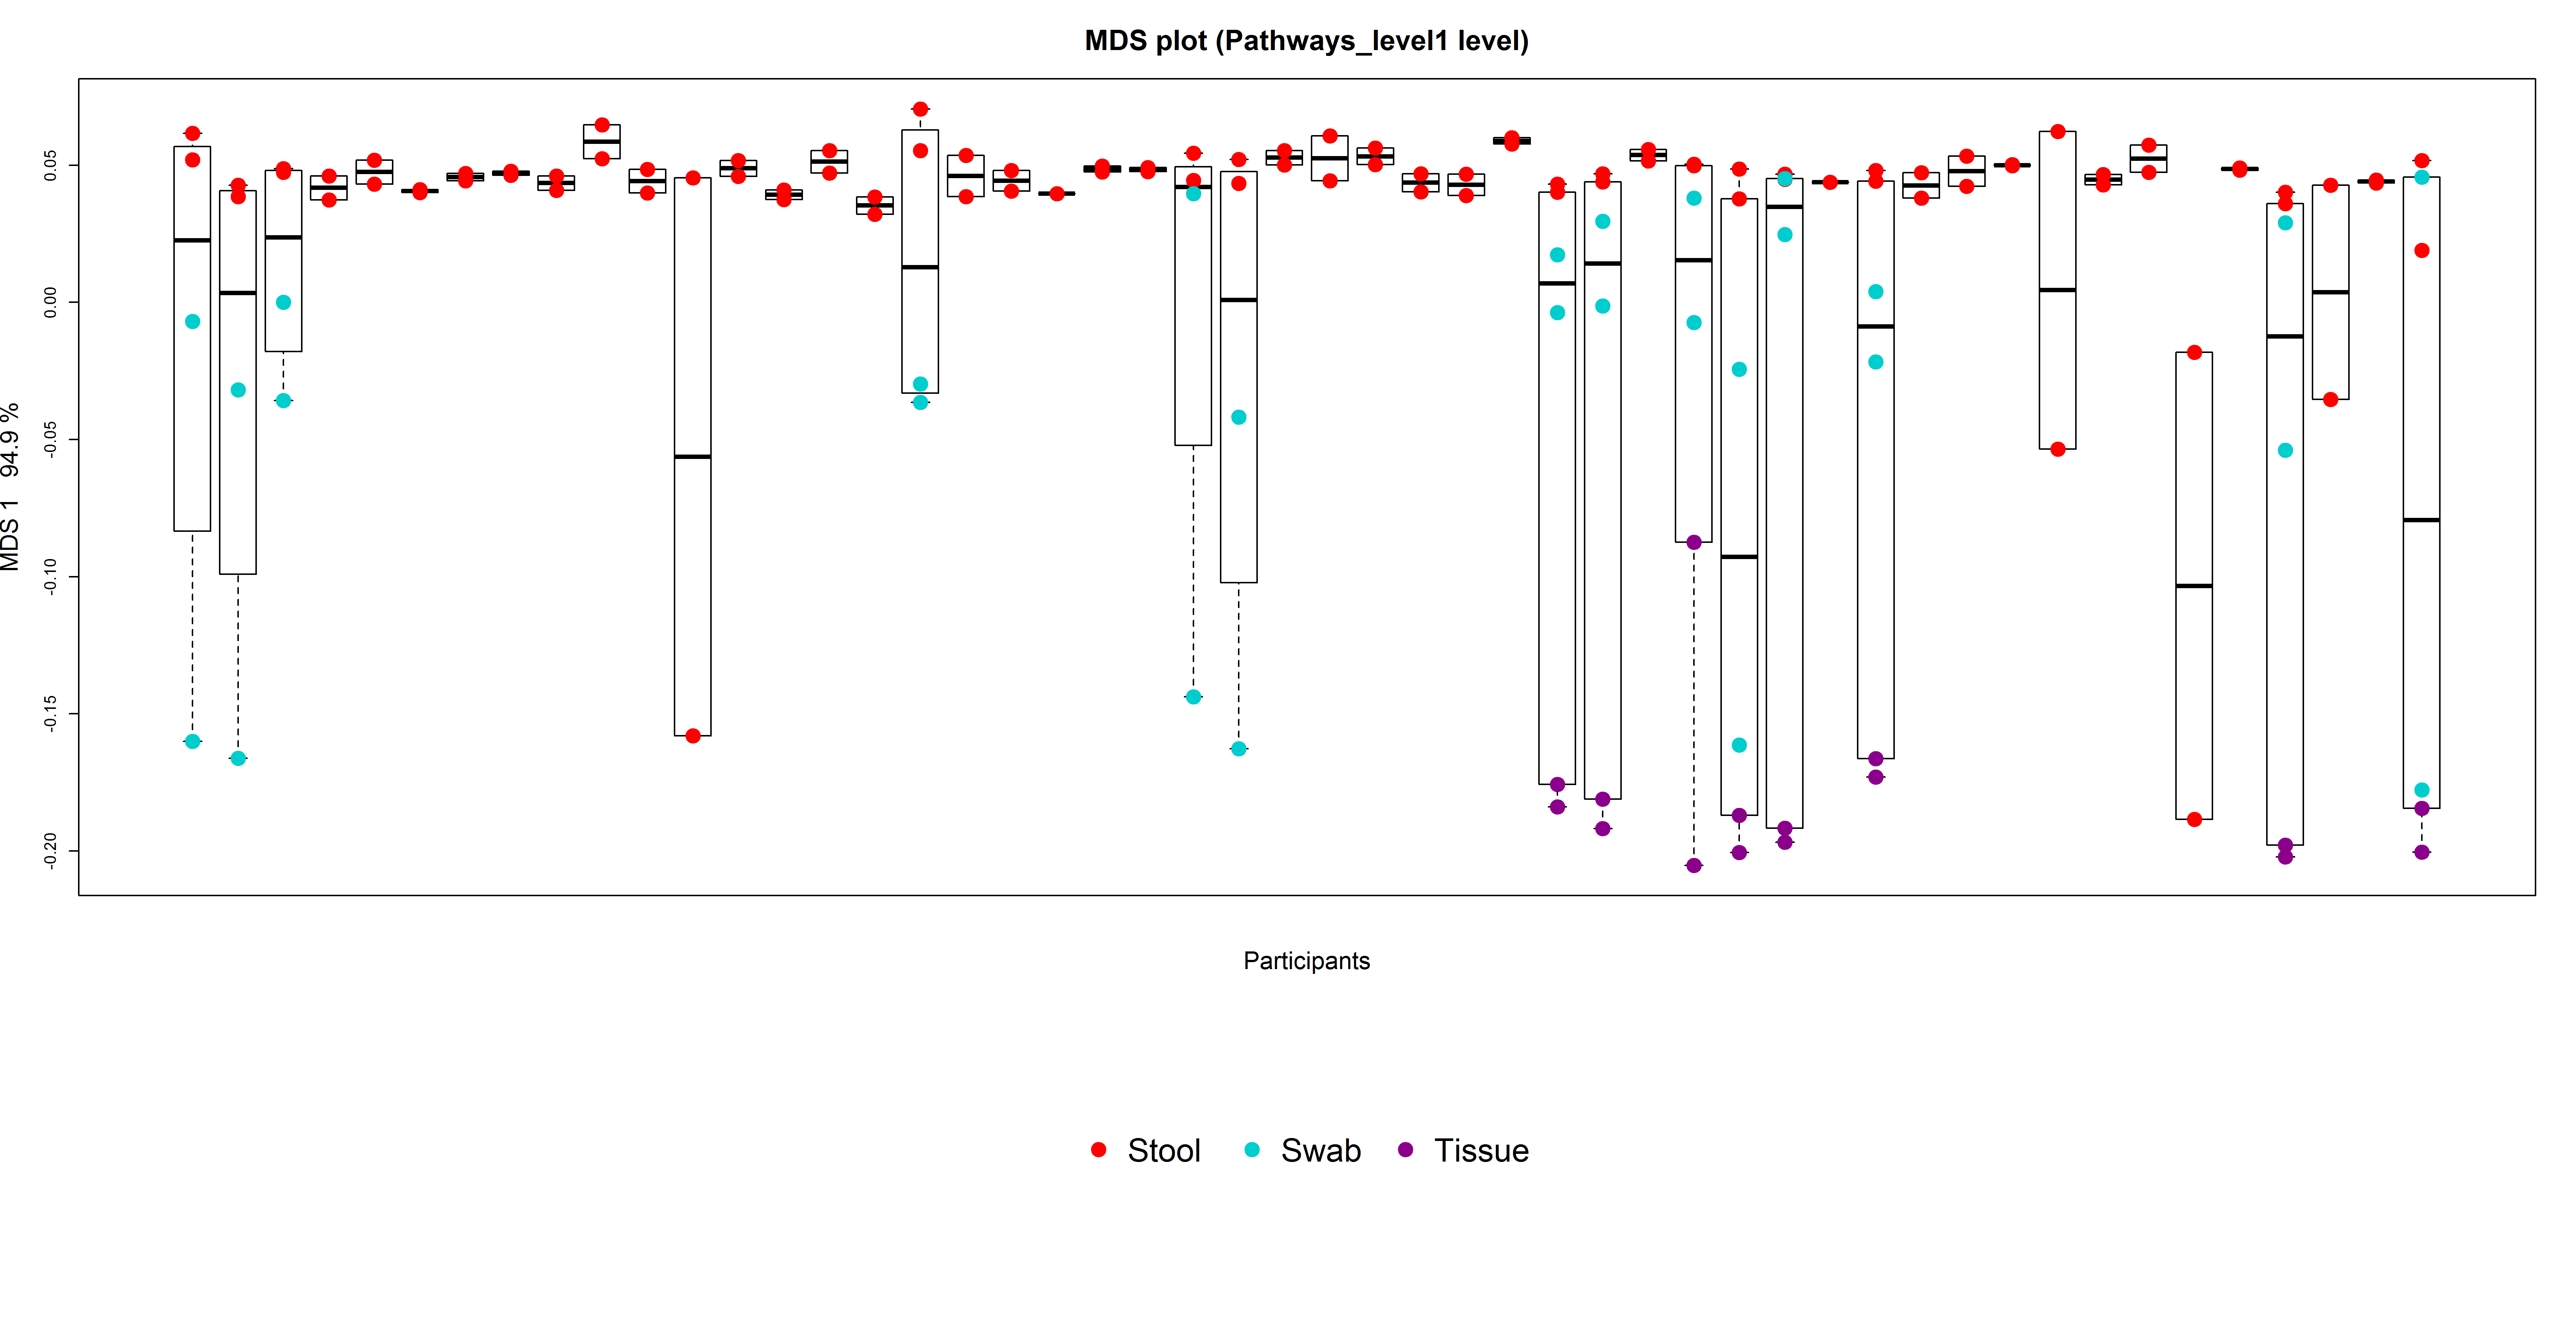 MDS plot (Pathways_level1 level)
MDS 1 94.9 %
0.05
0.00
-0.05
-0.10
-0.15
-0.20
Participants
Stool Swab Tissue